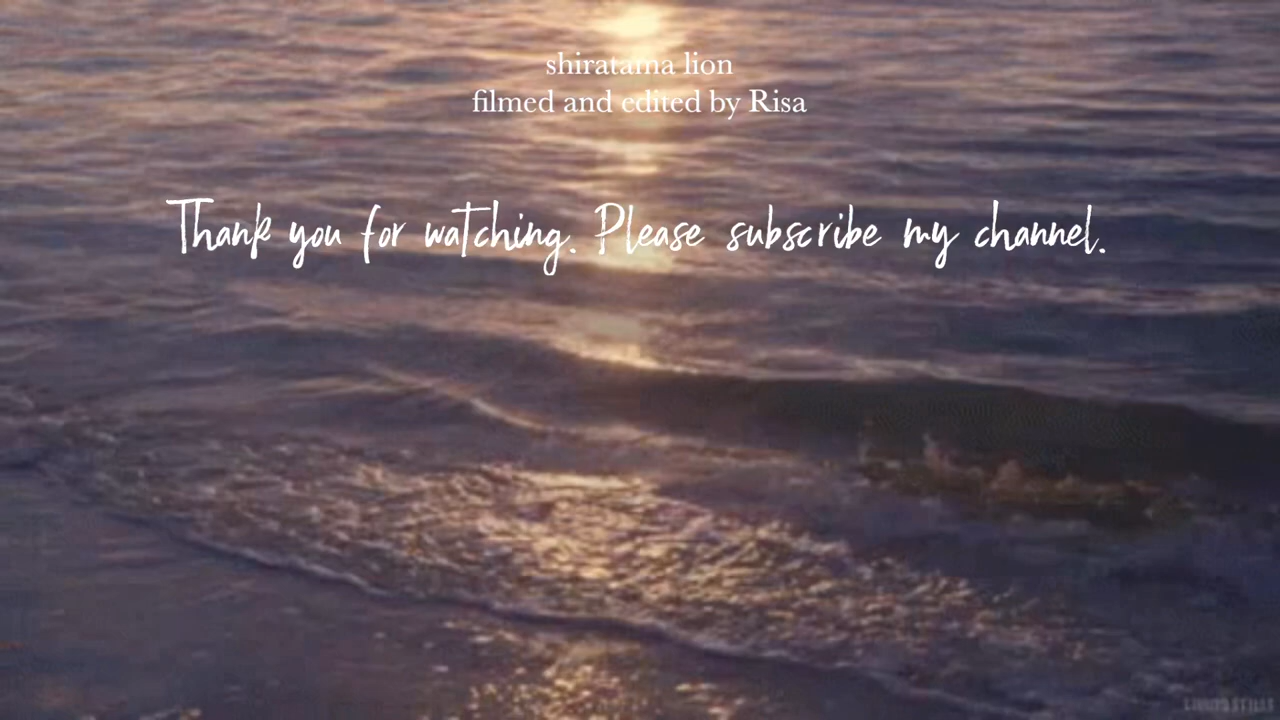 shiratama lion
filmed and edited by Risa
Thank you for watching. Please subscribe my channel.